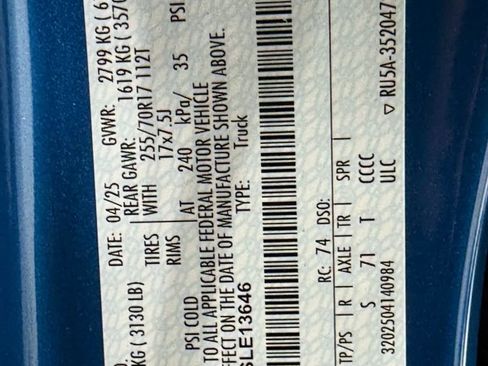 DATE: 04/25 GVWR: 2799 KG (6
KG ( 3130 LB) REAR GAWR: 1619 KG ( 3570
TIRES WITH 255/70R17 112T
RIMS 17x7.5J
PSI COLD AT 240 kPa/ 35 PSI
TO ALL APPLICABLE FEDERAL MOTOR VEHICLE
EFFECT ON THE DATE OF MANUFACTURE SHOWN ABOVE.
SLE13646 TYPE: Truck
RC: 74 DSO:
TP/PS | R | AXLE | TR | SPR |
S 71 T CCCC
3202504140984 ULC ▽ RU5A-352047